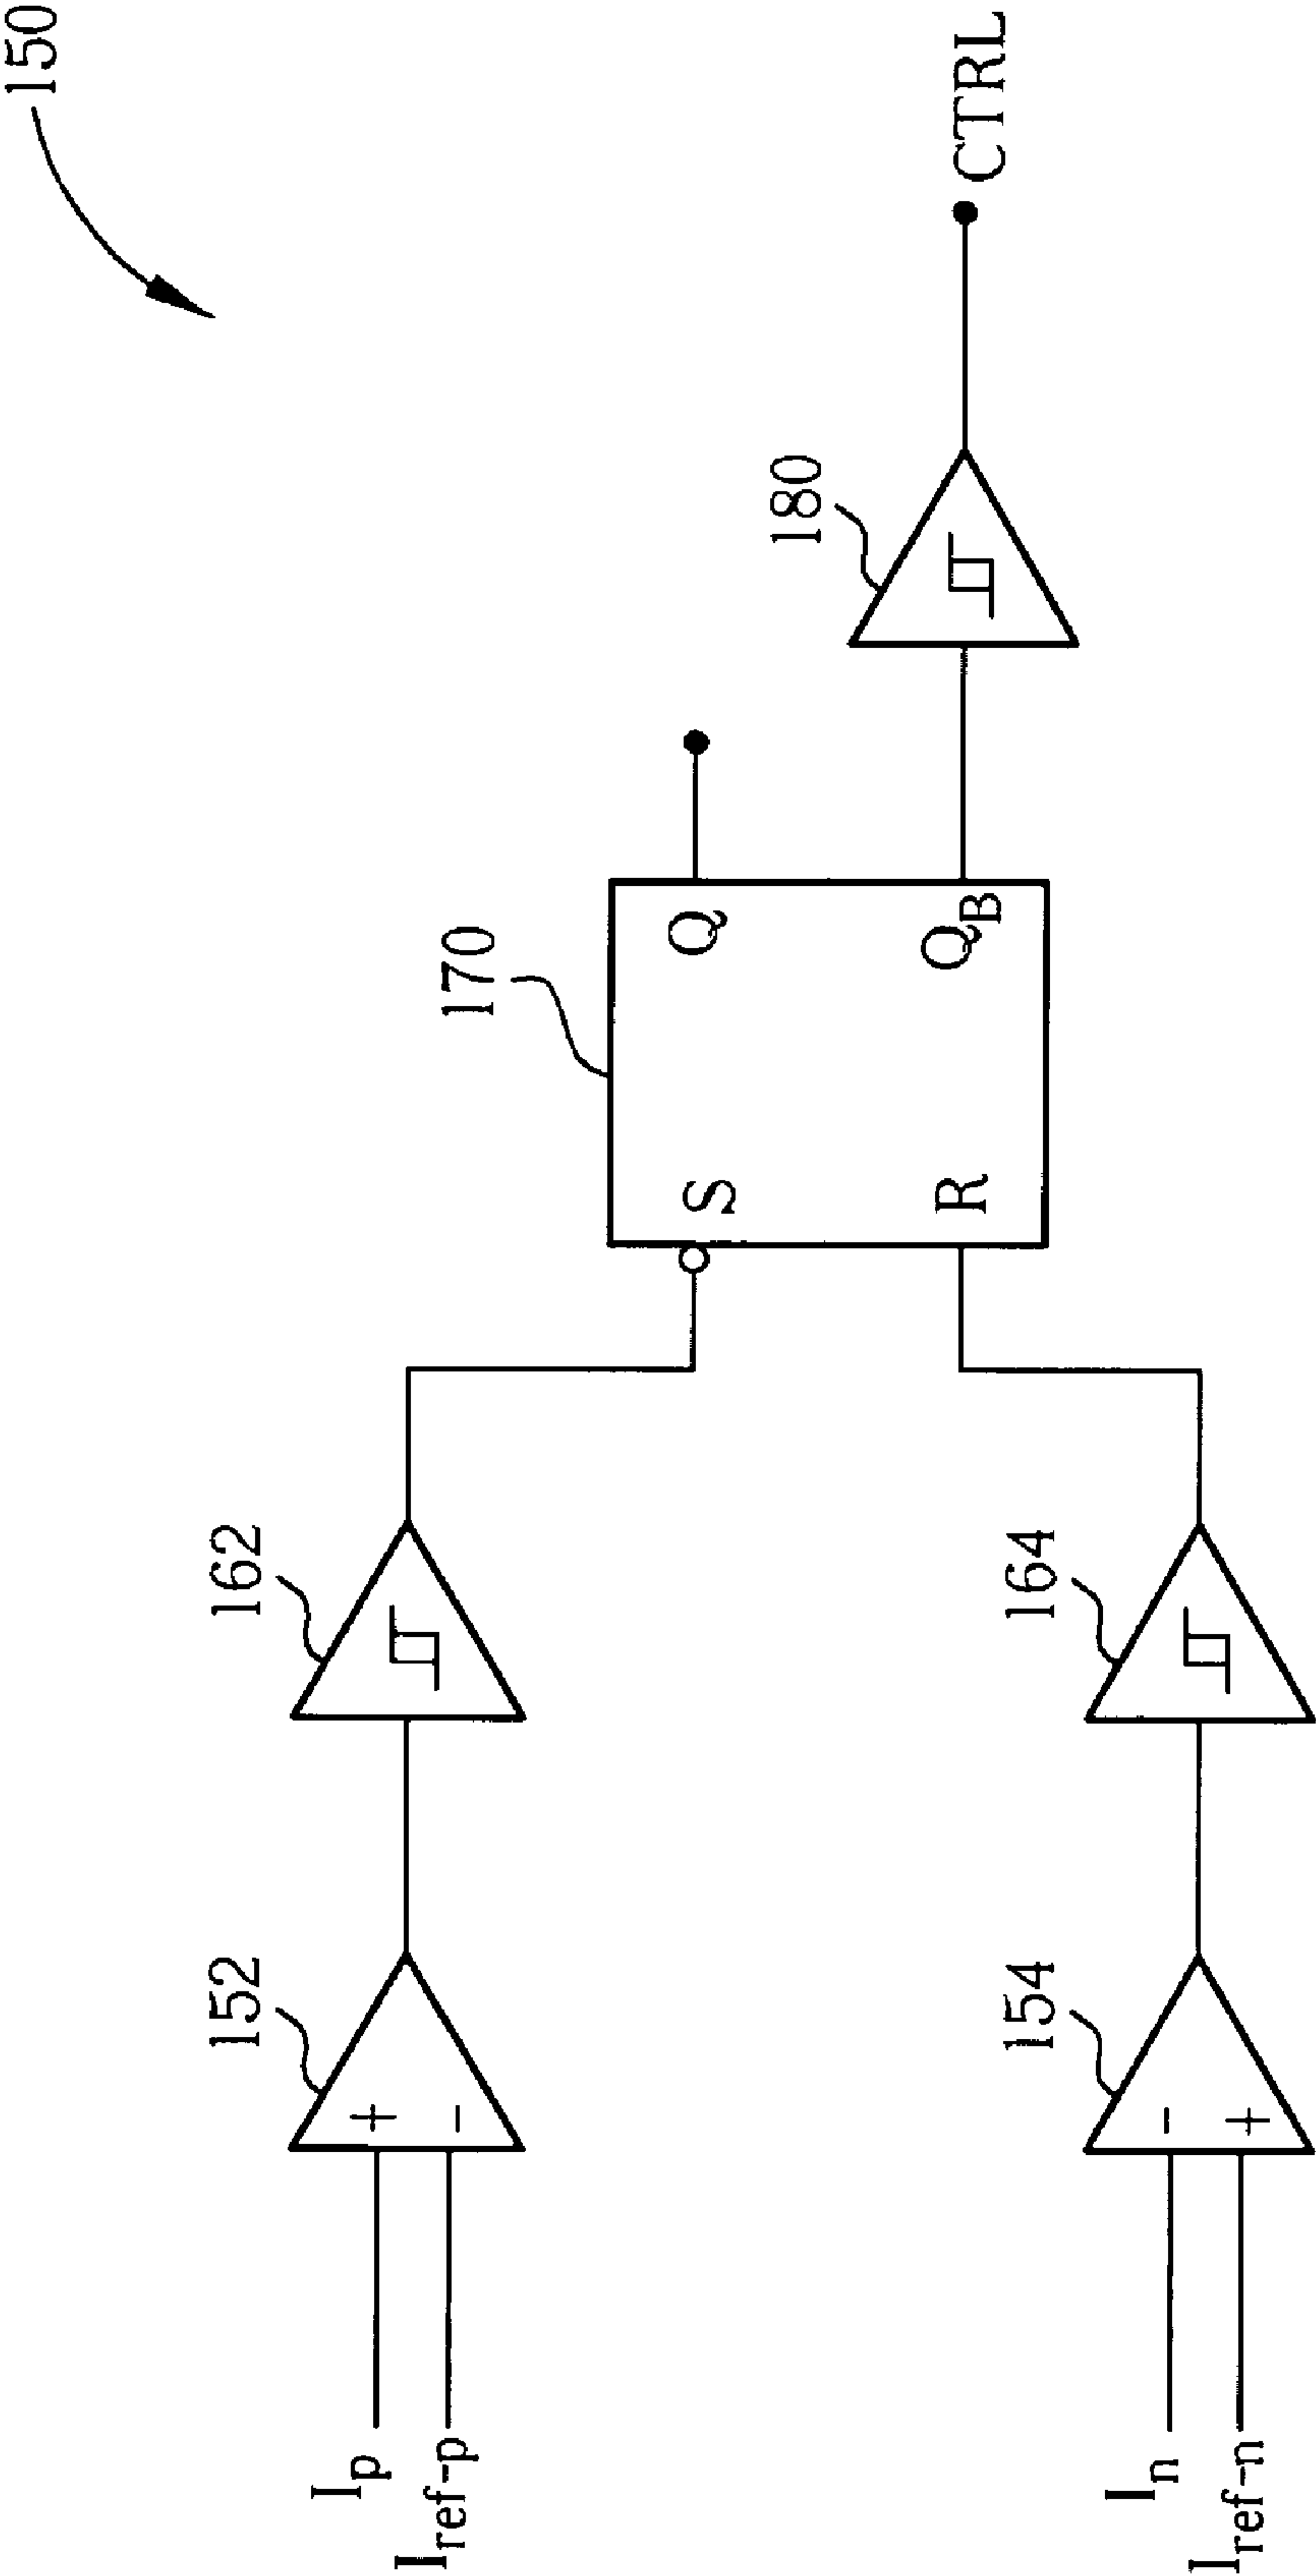 150
152
162
170
180
154
164
I_p
I_ref-p
+
-
S
Q
R
Q_B
CTRL
I_n
I_ref-n
-
+